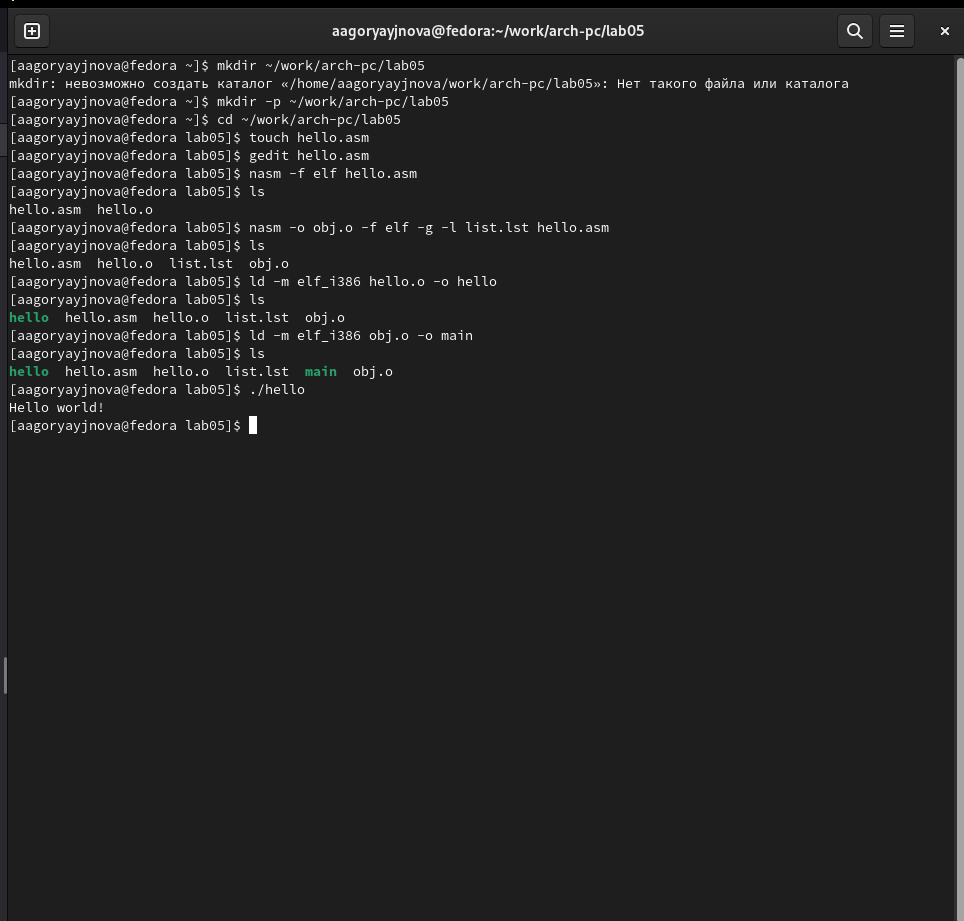 aagoryayjnova@fedora:~/work/arch-pc/lab05
[aagoryayjnova@fedora ~]$ mkdir ~/work/arch-pc/lab05
mkdir: невозможно создать каталог «/home/aagoryayjnova/work/arch-pc/lab05»: Нет такого файла или каталога
[aagoryayjnova@fedora ~]$ mkdir -p ~/work/arch-pc/lab05
[aagoryayjnova@fedora ~]$ cd ~/work/arch-pc/lab05
[aagoryayjnova@fedora lab05]$ touch hello.asm
[aagoryayjnova@fedora lab05]$ gedit hello.asm
[aagoryayjnova@fedora lab05]$ nasm -f elf hello.asm
[aagoryayjnova@fedora lab05]$ ls
hello.asm  hello.o
[aagoryayjnova@fedora lab05]$ nasm -o obj.o -f elf -g -l list.lst hello.asm
[aagoryayjnova@fedora lab05]$ ls
hello.asm  hello.o  list.lst  obj.o
[aagoryayjnova@fedora lab05]$ ld -m elf_i386 hello.o -o hello
[aagoryayjnova@fedora lab05]$ ls
hello  hello.asm  hello.o  list.lst  obj.o
[aagoryayjnova@fedora lab05]$ ld -m elf_i386 obj.o -o main
[aagoryayjnova@fedora lab05]$ ls
hello  hello.asm  hello.o  list.lst  main  obj.o
[aagoryayjnova@fedora lab05]$ ./hello
Hello world!
[aagoryayjnova@fedora lab05]$